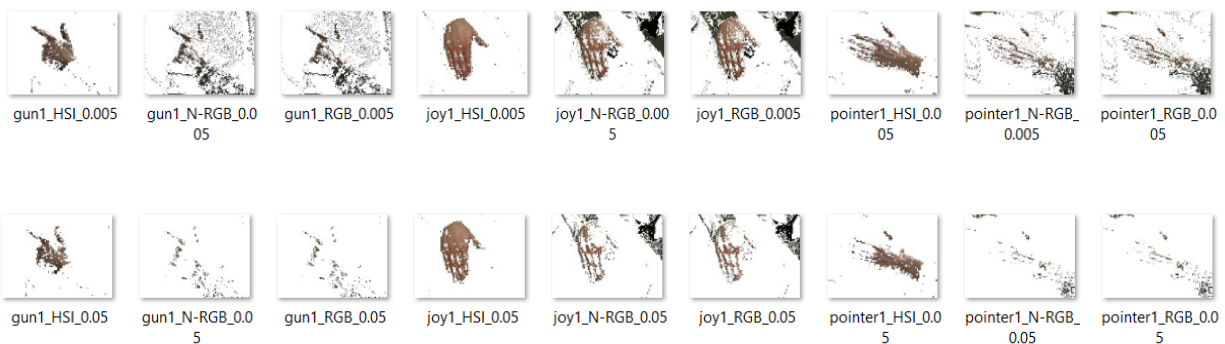 gun1_HSI_0.005
gun1_N-RGB_0.0
05
gun1_RGB_0.005
joy1_HSI_0.005
joy1_N-RGB_0.00
5
joy1_RGB_0.005
pointer1_HSI_0.0
05
pointer1_N-RGB_
0.005
pointer1_RGB_0.0
05
gun1_HSI_0.05
gun1_N-RGB_0.0
5
gun1_RGB_0.05
joy1_HSI_0.05
joy1_N-RGB_0.05
joy1_RGB_0.05
pointer1_HSI_0.0
5
pointer1_N-RGB_
0.05
pointer1_RGB_0.0
5